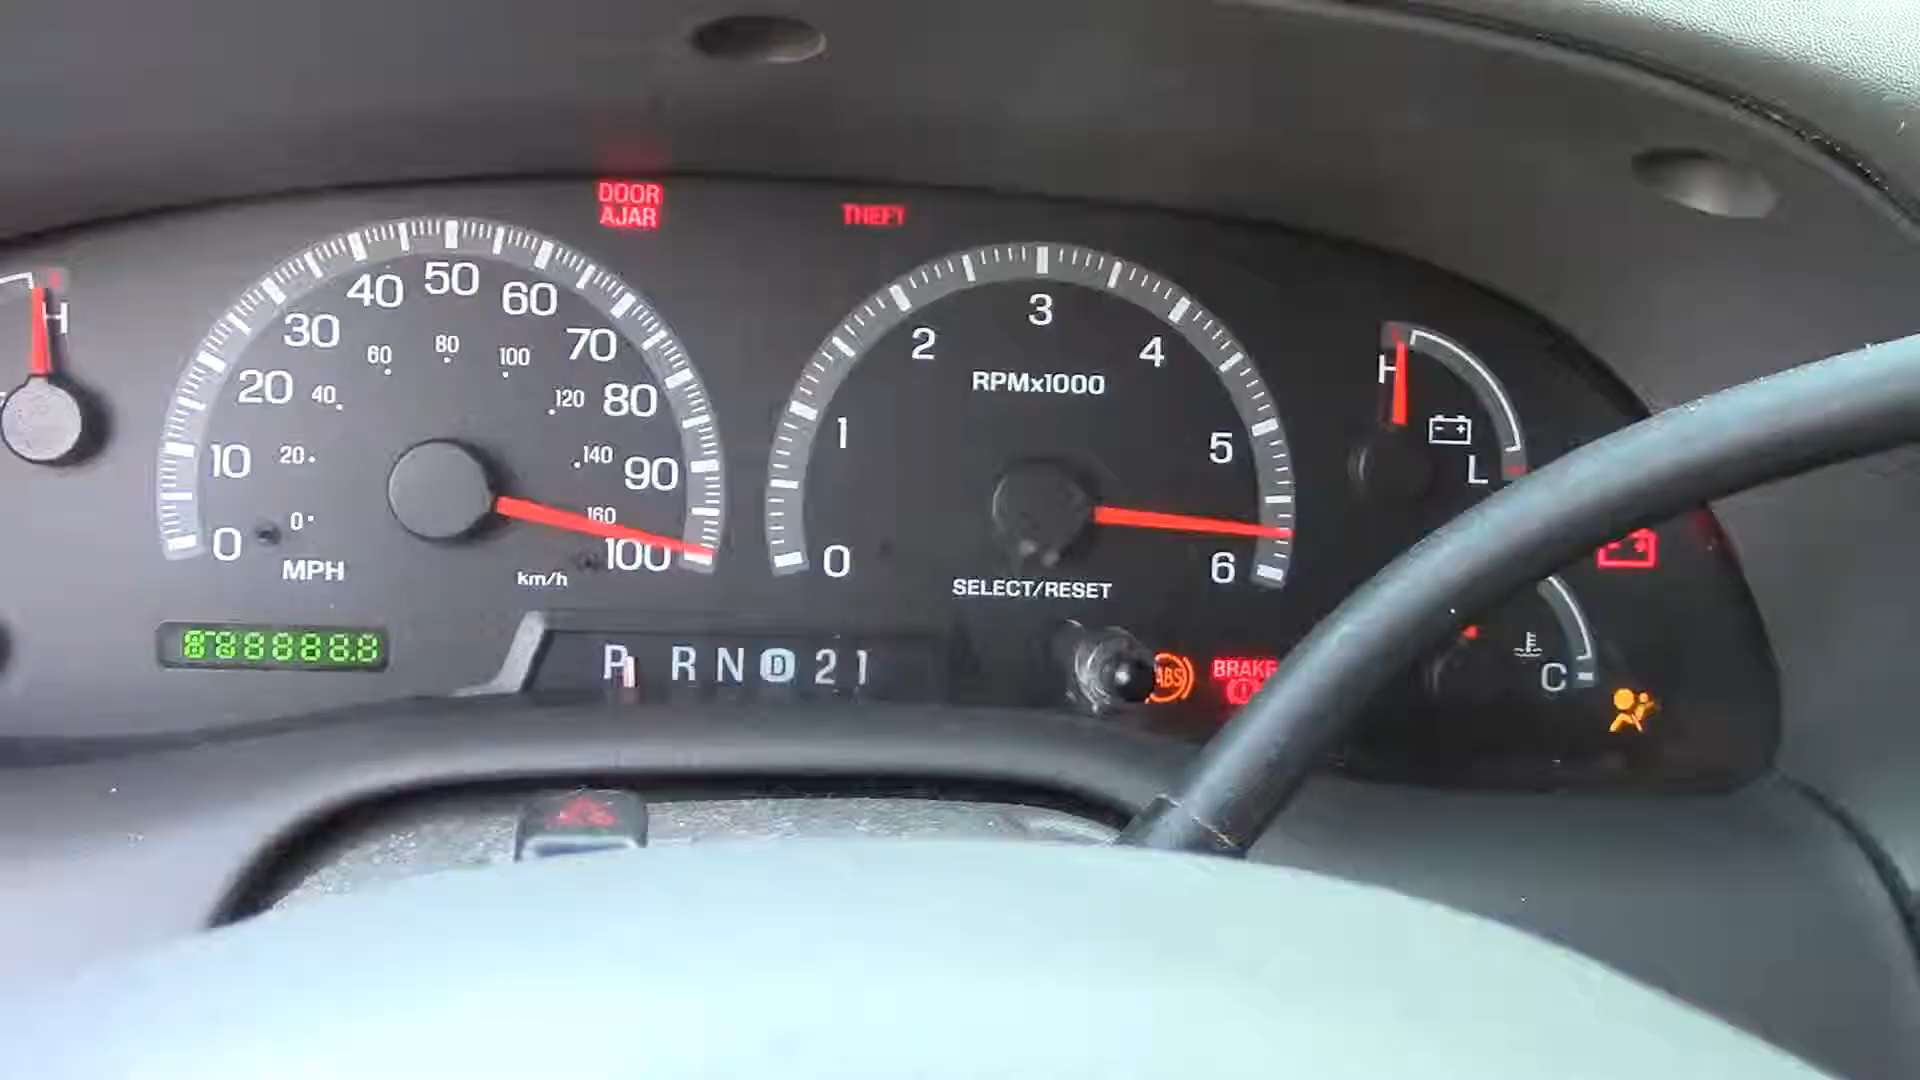 DOOR
AJAR
THEFT
H
0
10
20
30
40
50
60
70
80
90
100
0
20
40
60
80
100
120
140
160
MPH
km/h
0
1
2
3
4
5
6
RPMx1000
SELECT/RESET
H
L
C
888888.8
P R N D 2 1
ABS
BRAKE